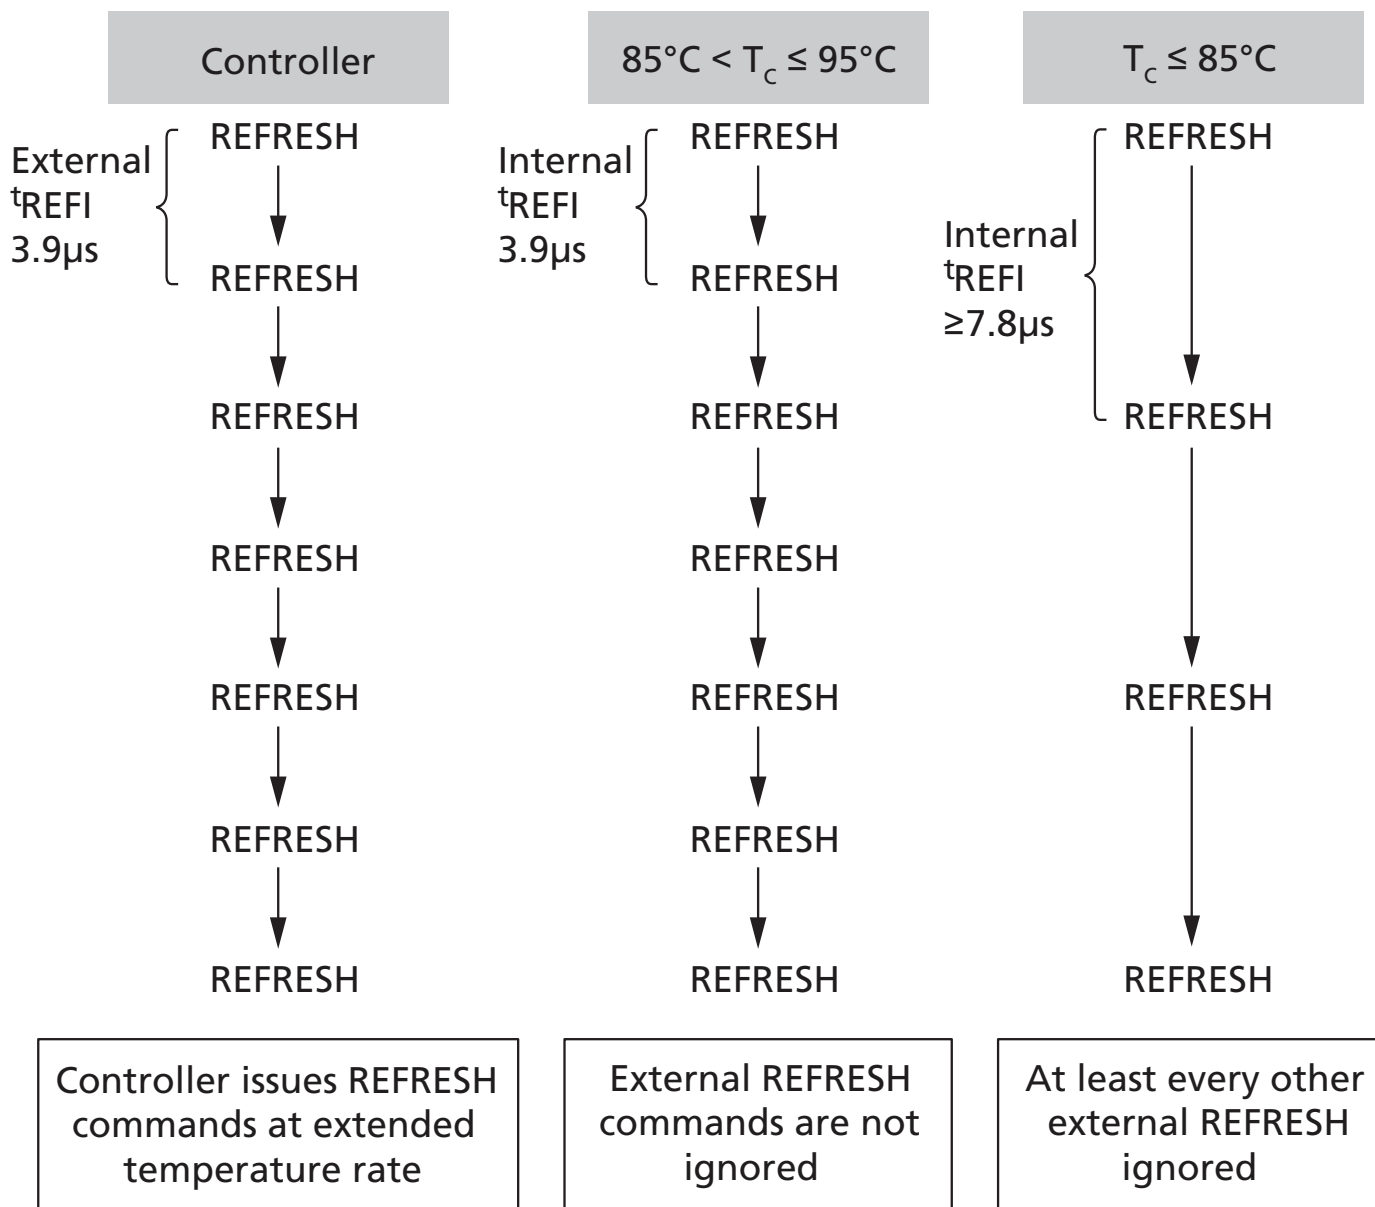 Controller
85°C < TC ≤ 95°C
TC ≤ 85°C
External
tREFI
3.9µs
REFRESH
REFRESH
REFRESH
REFRESH
REFRESH
REFRESH
REFRESH
Internal
tREFI
3.9µs
REFRESH
REFRESH
REFRESH
REFRESH
REFRESH
REFRESH
REFRESH
Internal
tREFI
≥7.8µs
REFRESH
REFRESH
REFRESH
REFRESH
Controller issues REFRESH
commands at extended
temperature rate
External REFRESH
commands are not
ignored
At least every other
external REFRESH
ignored